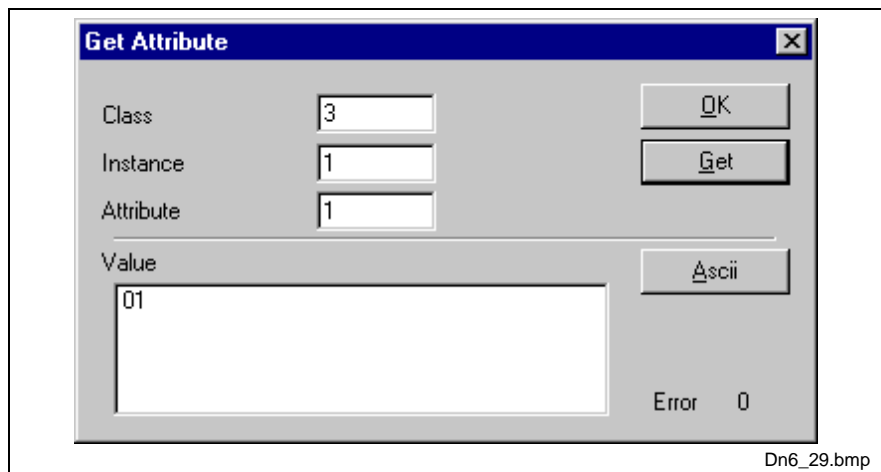 Get Attribute
Class 3 OK
Instance 1 Get
Attribute 1
Value Ascii
01
Error 0
Dn6_29.bmp